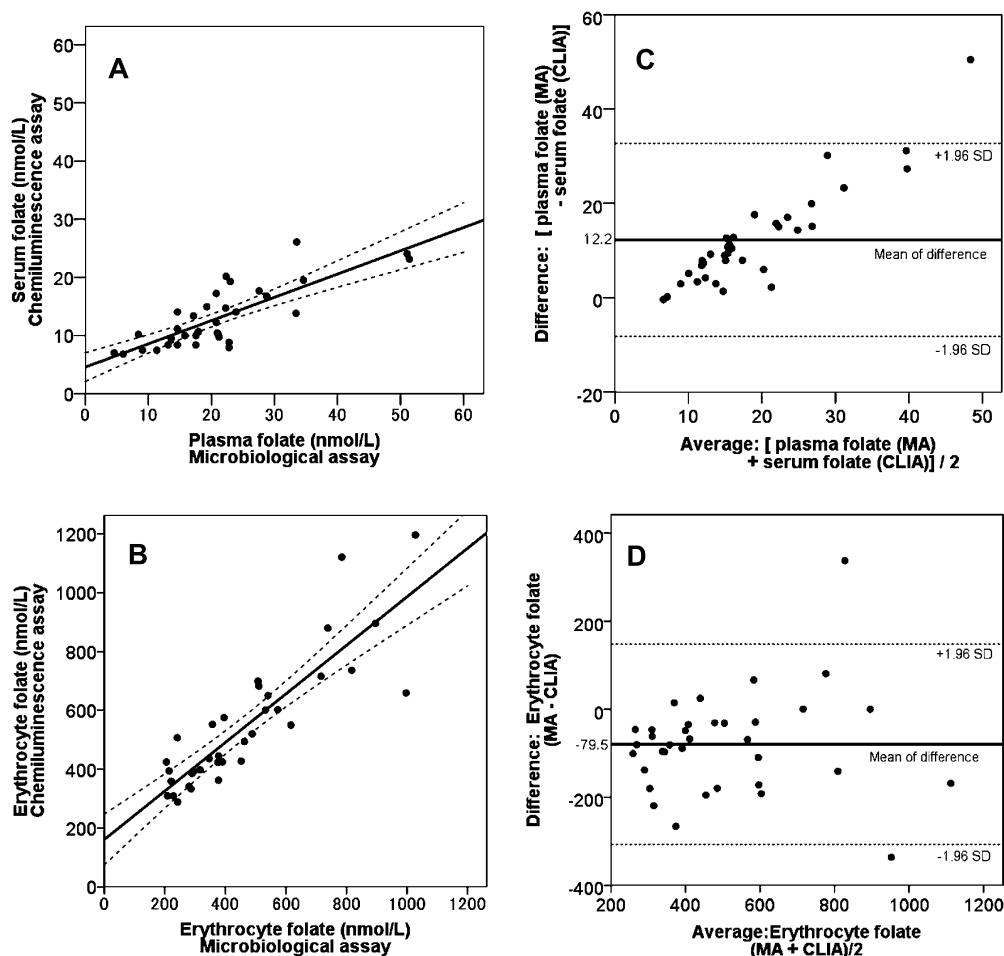 A
Serum folate (nmol/L)
Chemiluminescence assay
60
50
40
30
20
10
0
0 10 20 30 40 50 60
Plasma folate (nmol/L)
Microbiological assay
C
Difference: [ plasma folate (MA)
- serum folate (CLIA)]
60
40
20
12.2
0
-20
+1.96 SD
Mean of difference
-1.96 SD
0 10 20 30 40 50
Average: [ plasma folate (MA)
+ serum folate (CLIA)] / 2
B
Erythrocyte folate (nmol/L)
Chemiluminescence assay
1200
1000
800
600
400
200
0
0 200 400 600 800 1000 1200
Erythrocyte folate (nmol/L)
Microbiological assay
D
Difference: Erythrocyte folate
(MA - CLIA)
400
200
0
-79.5
-200
-400
+1.96 SD
Mean of difference
-1.96 SD
200 400 600 800 1000 1200
Average:Erythrocyte folate
(MA + CLIA)/2